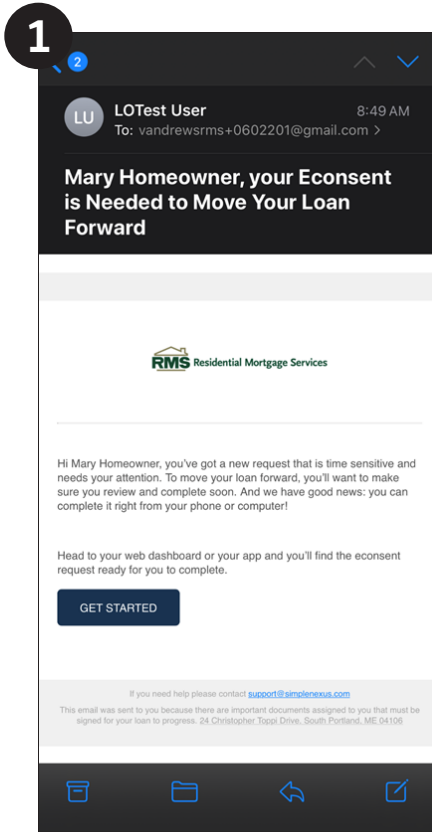 1
2
LU
LOTest User
8:49 AM
To: vandrewsrms+0602201@gmail.com >
Mary Homeowner, your Econsent
is Needed to Move Your Loan
Forward
RMS Residential Mortgage Services
Hi Mary Homeowner, you've got a new request that is time sensitive and
needs your attention. To move your loan forward, you'll want to make
sure you review and complete soon. And we have good news: you can
complete it right from your phone or computer!
Head to your web dashboard or your app and you'll find the econsent
request ready for you to complete.
GET STARTED
If you need help please contact support@simplenexus.com
This email was sent to you because there are important documents assigned to you that must be
signed for your loan to progress. 24 Christopher Toppi Drive, South Portland, ME 04106